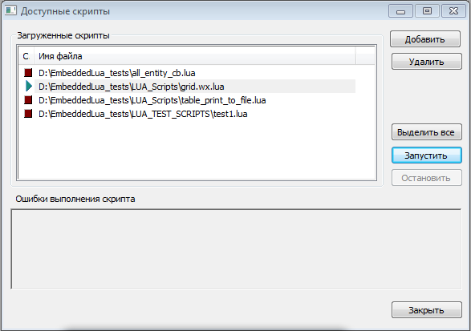 Доступные скрипты
Загруженные скрипты
С Имя файла
D:\EmbeddedLua_tests\all_entity_cb.lua
D:\EmbeddedLua_tests\LUA_Scripts\grid.wx.lua
D:\EmbeddedLua_tests\LUA_Scripts\table_print_to_file.lua
D:\EmbeddedLua_tests\LUA_TEST_SCRIPTS\test1.lua
Добавить
Удалить
Выделить все
Запустить
Остановить
Ошибки выполнения скрипта
Закрыть